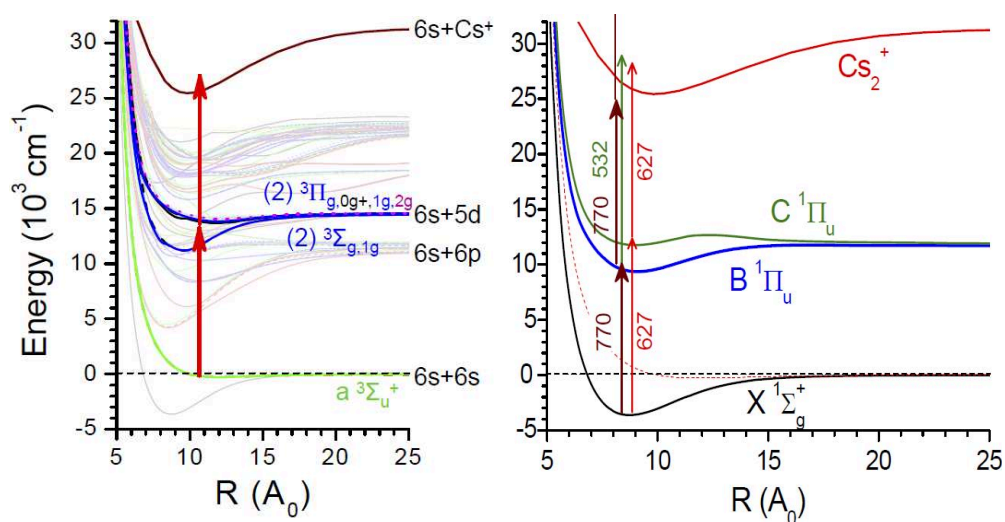 6s+Cs⁺
30
25
20
15
10
5
0
-5
Energy (10³ cm⁻¹)
(2) ³Π g,0g+,1g,2g
6s+5d
(2) ³Σ g,1g
6s+6p
6s+6s
a ³Σᵤ⁺
5 10 15 20 25
R (A₀)
30
25
20
15
10
5
0
-5
Cs₂⁺
532
627
770
C ¹Πᵤ
B ¹Πᵤ
770
627
X ¹Σg⁺
5 10 15 20 25
R (A₀)